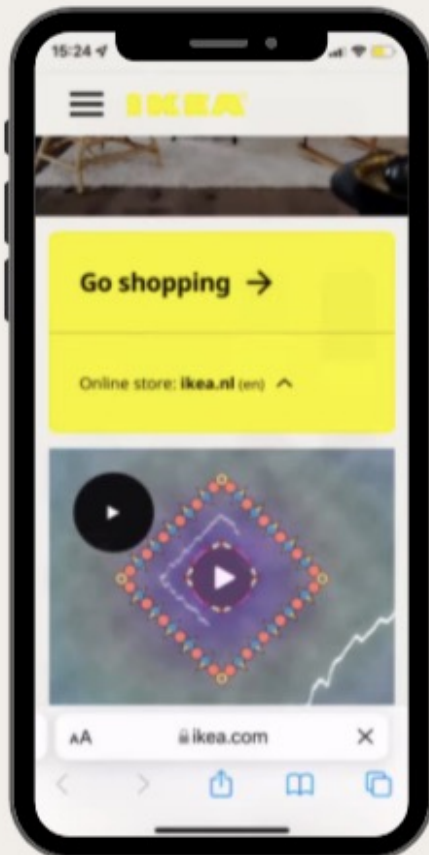 15:24
IKEA
Go shopping →
Online store: ikea.nl (en)
AA
ikea.com